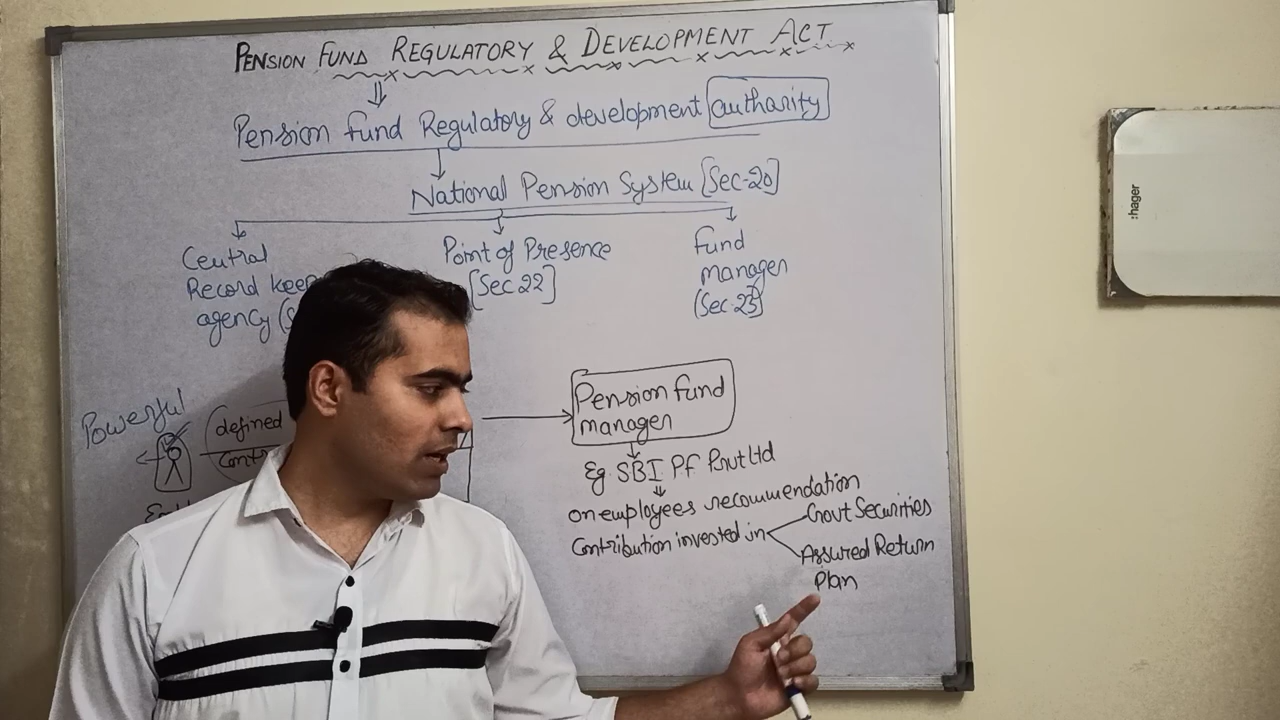 PENSION FUND REGULATORY & DEVELOPMENT ACT
Pension fund Regulatory & development authority
National Pension System [Sec-20]
Central
Record keep
agency (S
Point of Presence
[Sec 22]
Fund
manager
(Sec 23)
Powerful
defined
Contr
Pension fund
manager
Eg. SBI Pf Pvt Ltd
on employees recommendation
Contribution invested in
Govt Securities
Assured Return
Plan
:hager